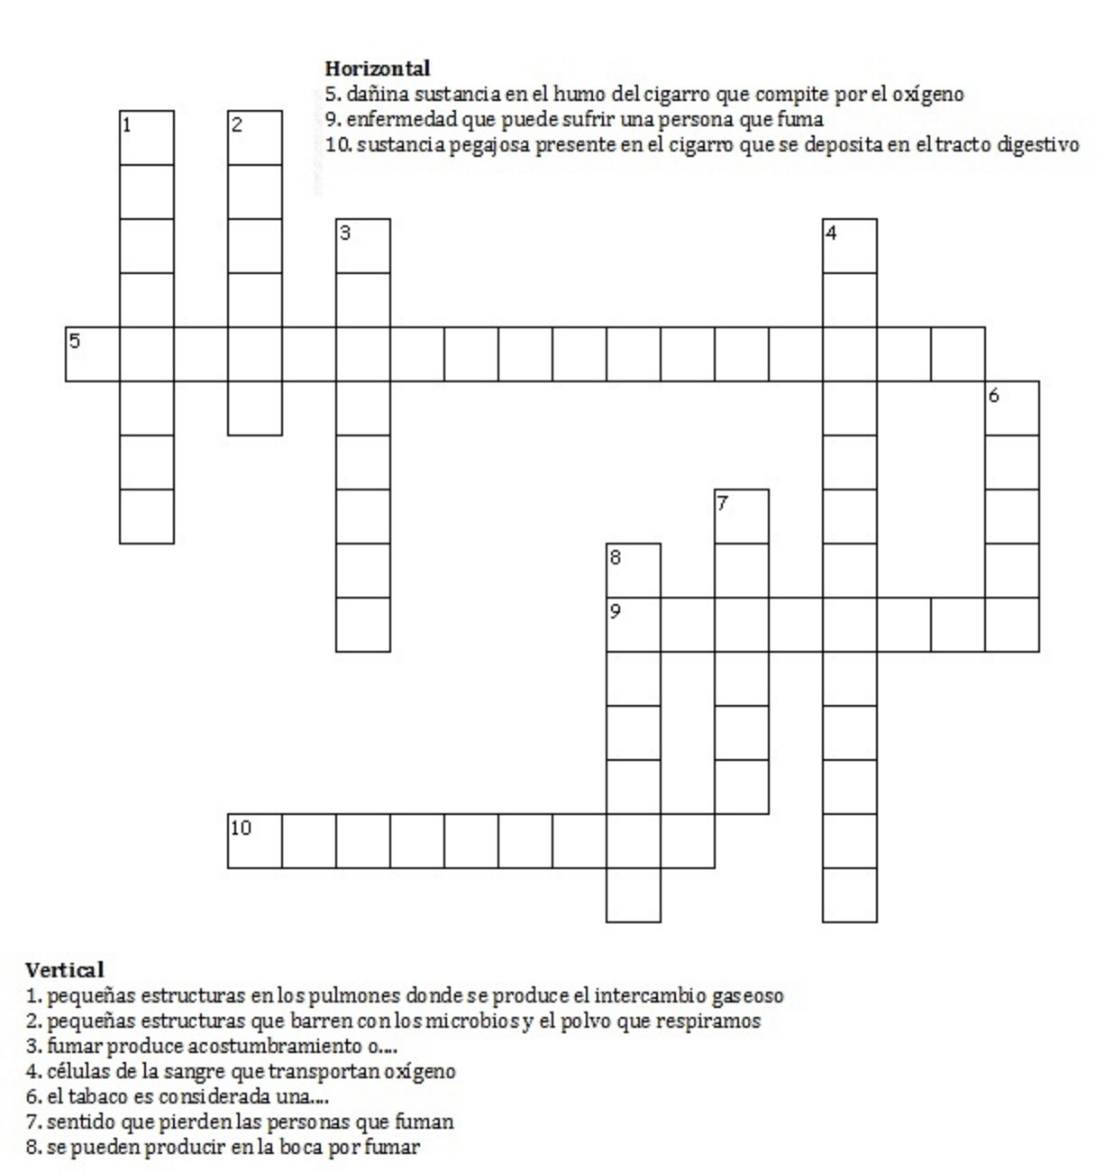 Horizontal
5. dañina sustancia en el humo del cigarro que compite por el oxígeno
9. enfermedad que puede sufrir una persona que fuma
10. sustancia pegajosa presente en el cigarro que se deposita en el tracto digestivo
1
2
3
4
5
6
7
8
9
10
Vertical
1. pequeñas estructuras en los pulmones donde se produce el intercambio gaseoso
2. pequeñas estructuras que barren con los microbios y el polvo que respiramos
3. fumar produce acostumbramiento o....
4. células de la sangre que transportan oxígeno
6. el tabaco es considerada una....
7. sentido que pierden las personas que fuman
8. se pueden producir en la boca por fumar